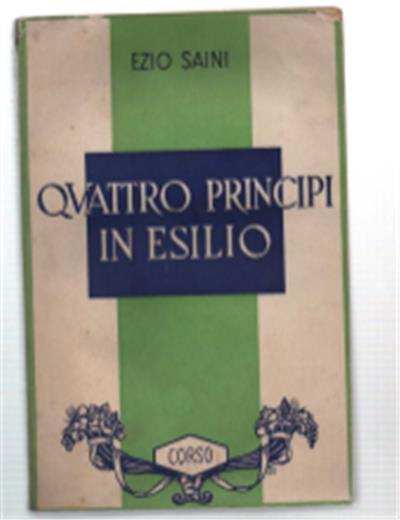 EZIO SAINI
QVATTRO PRINCIPI
IN ESILIO
CORSO